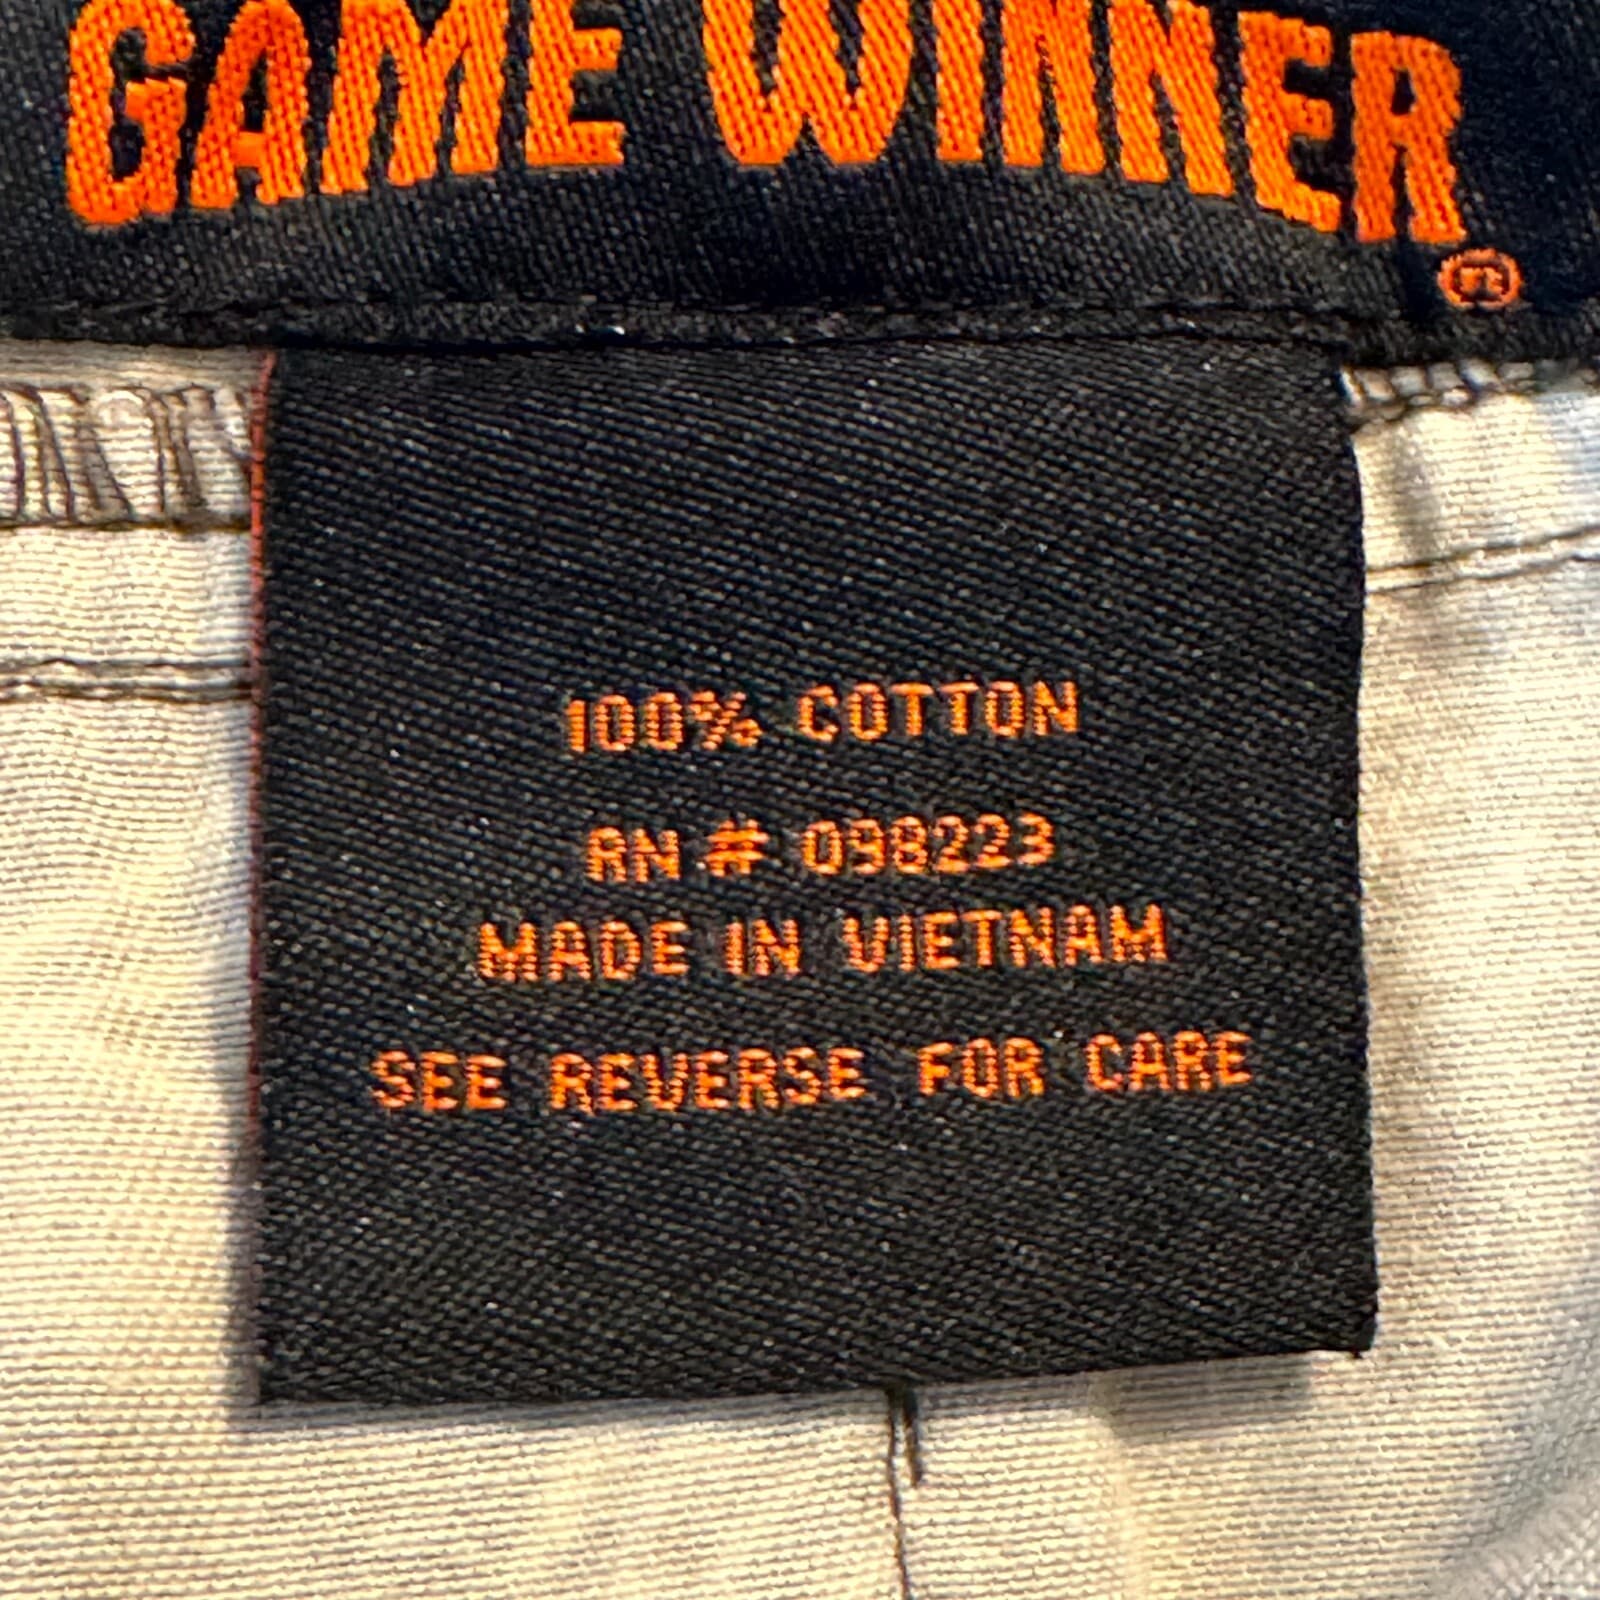 GAME WINNER®
100% COTTON
RN # 098223
MADE IN VIETNAM
SEE REVERSE FOR CARE